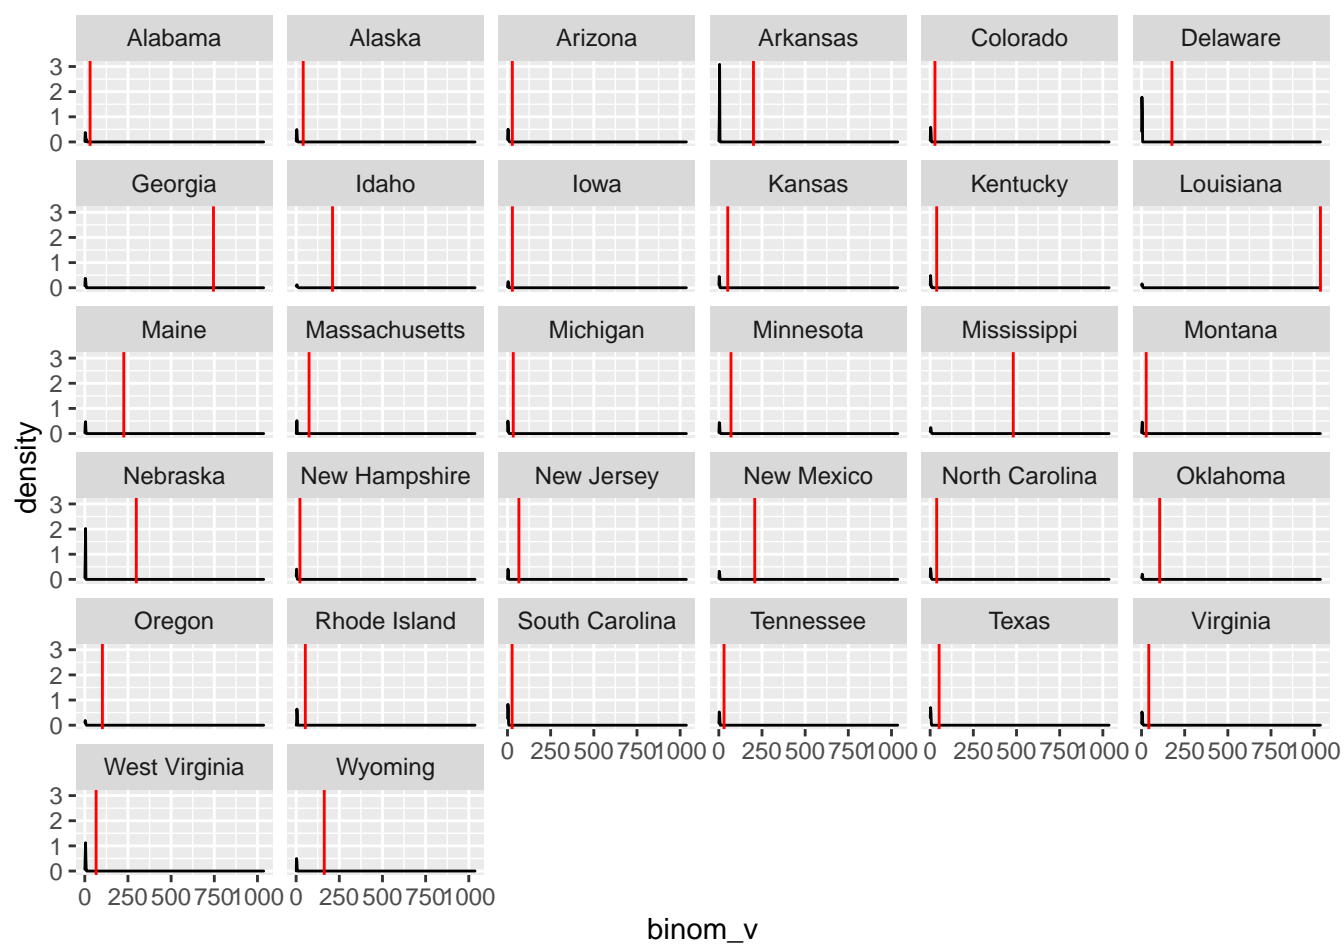 Alabama Alaska Arizona Arkansas Colorado Delaware
3
2
1
0
Georgia Idaho Iowa Kansas Kentucky Louisiana
3
2
1
0
Maine Massachusetts Michigan Minnesota Mississippi Montana
3
2
1
0
density
Nebraska New Hampshire New Jersey New Mexico North Carolina Oklahoma
3
2
1
0
Oregon Rhode Island South Carolina Tennessee Texas Virginia
3
2
1
0
0 250 500 750 1000 0 250 500 750 1000 0 250 500 750 1000 0 250 500 750 1000
West Virginia Wyoming
3
2
1
0
0 250 500 750 1000 0 250 500 750 1000
binom_v